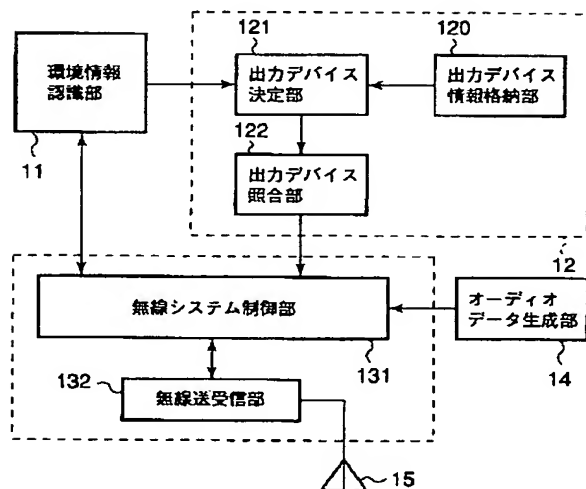 121
120
環境情報
認識部
出力デバイス
決定部
出力デバイス
情報格納部
11
122
出力デバイス
照合部
12
無線システム制御部
オーディオ
データ生成部
131
14
132
無線送受信部
15